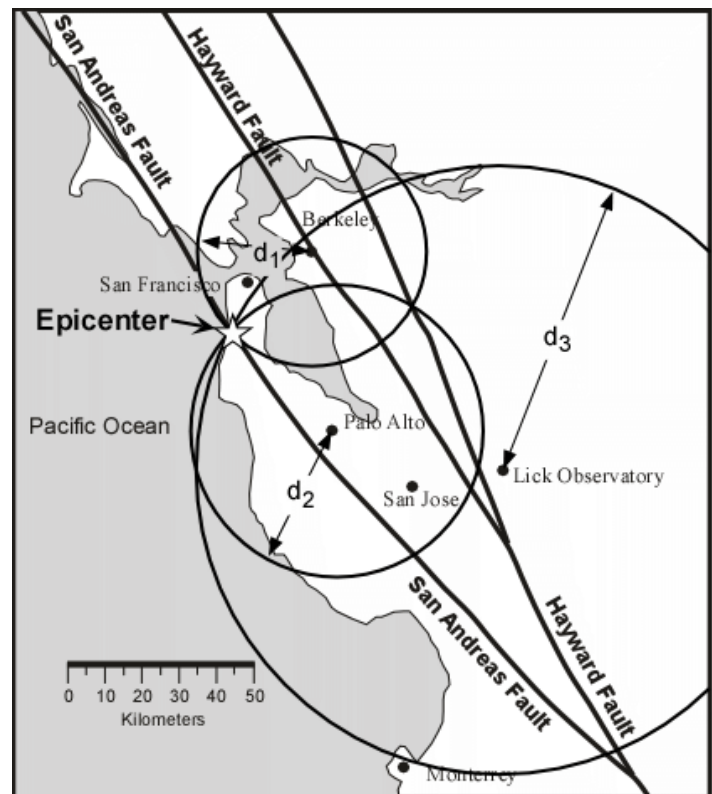 San Andreas Fault
Hayward Fault
Berkeley
d1
San Francisco
Epicenter
d3
Pacific Ocean
Palo Alto
Lick Observatory
d2
San Jose
San Andreas Fault
Hayward Fault
0 10 20 30 40 50
Kilometers
Monterrey